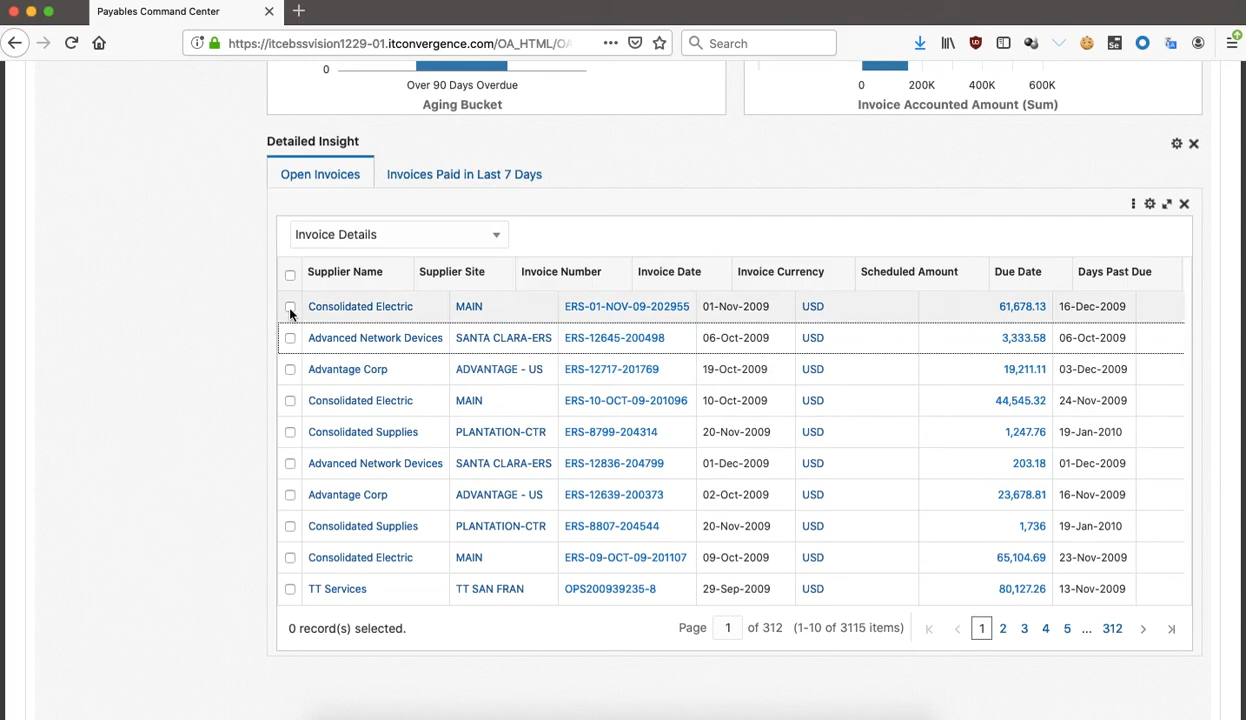 Payables Command Center
https://itcebssvision1229-01.itconvergence.com/OA_HTML/OA
Search
0
Over 90 Days Overdue
Aging Bucket
0 200K 400K 600K
Invoice Accounted Amount (Sum)
Detailed Insight
Open Invoices Invoices Paid in Last 7 Days
Invoice Details
Supplier Name Supplier Site Invoice Number Invoice Date Invoice Currency Scheduled Amount Due Date Days Past Due
Consolidated Electric MAIN ERS-01-NOV-09-202955 01-Nov-2009 USD 61,678.13 16-Dec-2009
Advanced Network Devices SANTA CLARA-ERS ERS-12645-200498 06-Oct-2009 USD 3,333.58 06-Oct-2009
Advantage Corp ADVANTAGE - US ERS-12717-201769 19-Oct-2009 USD 19,211.11 03-Dec-2009
Consolidated Electric MAIN ERS-10-OCT-09-201096 10-Oct-2009 USD 44,545.32 24-Nov-2009
Consolidated Supplies PLANTATION-CTR ERS-8799-204314 20-Nov-2009 USD 1,247.76 19-Jan-2010
Advanced Network Devices SANTA CLARA-ERS ERS-12836-204799 01-Dec-2009 USD 203.18 01-Dec-2009
Advantage Corp ADVANTAGE - US ERS-12639-200373 02-Oct-2009 USD 23,678.81 16-Nov-2009
Consolidated Supplies PLANTATION-CTR ERS-8807-204544 20-Nov-2009 USD 1,736 19-Jan-2010
Consolidated Electric MAIN ERS-09-OCT-09-201107 09-Oct-2009 USD 65,104.69 23-Nov-2009
TT Services TT SAN FRAN OPS200939235-8 29-Sep-2009 USD 80,127.26 13-Nov-2009
0 record(s) selected. Page 1 of 312 (1-10 of 3115 items) 1 2 3 4 5 ... 312